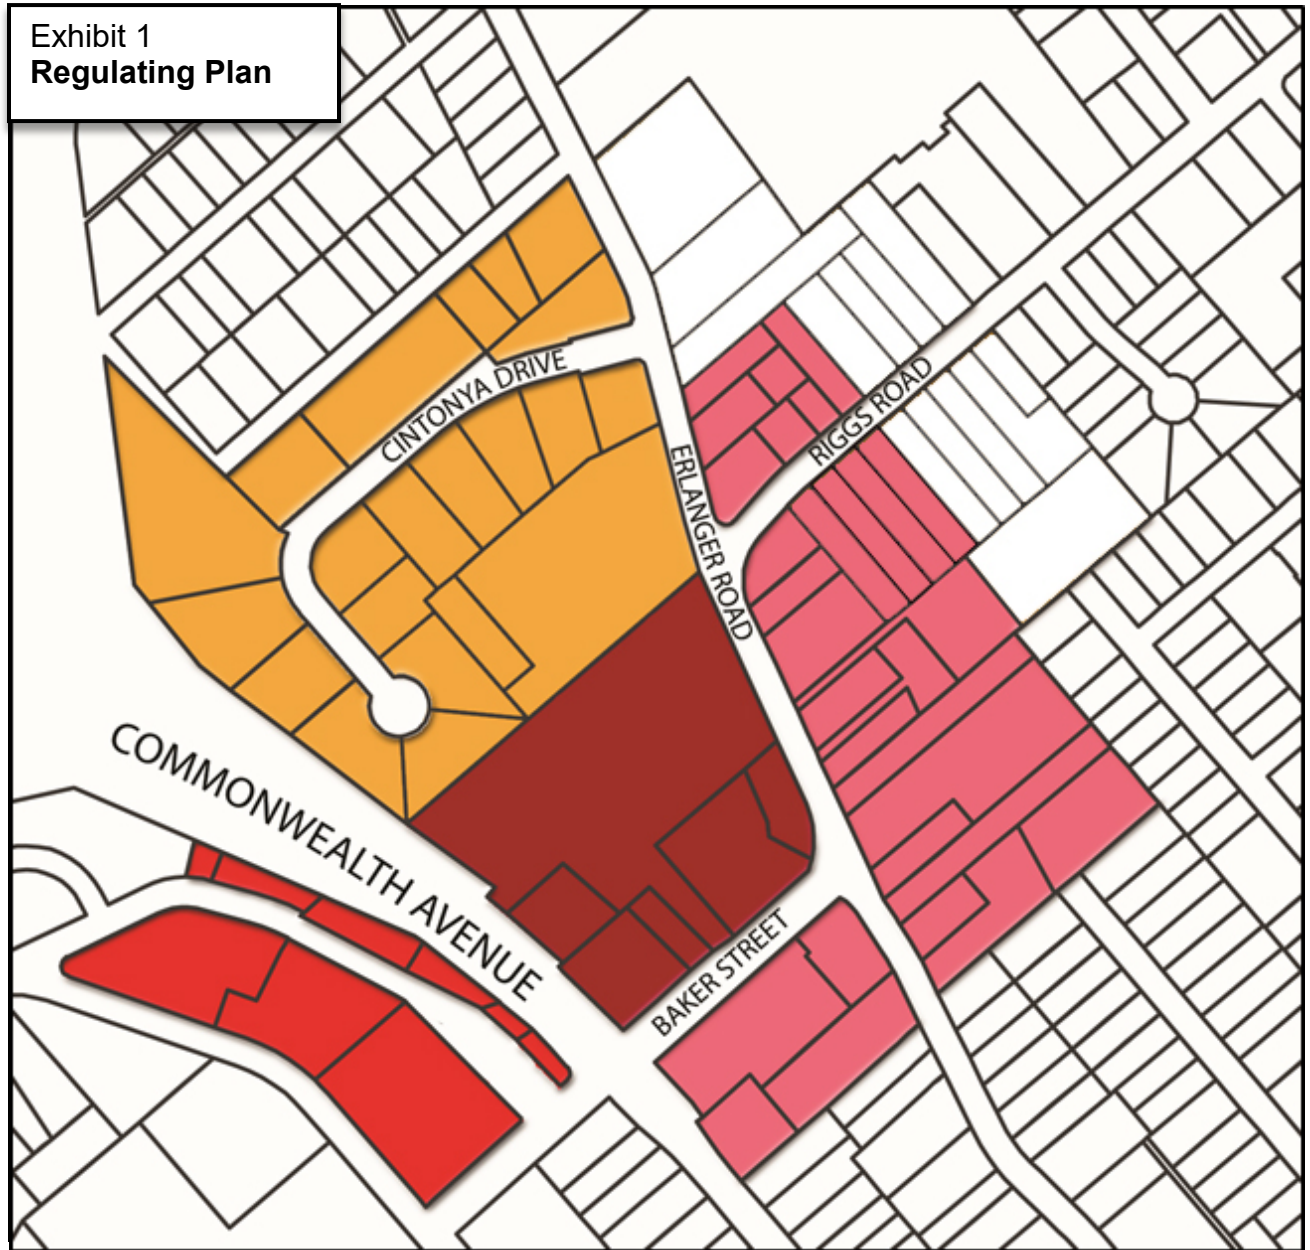 Exhibit 1
Regulating Plan
CINTONYA DRIVE
RIGGS ROAD
ERLANGER ROAD
COMMONWEALTH AVENUE
BAKER STREET